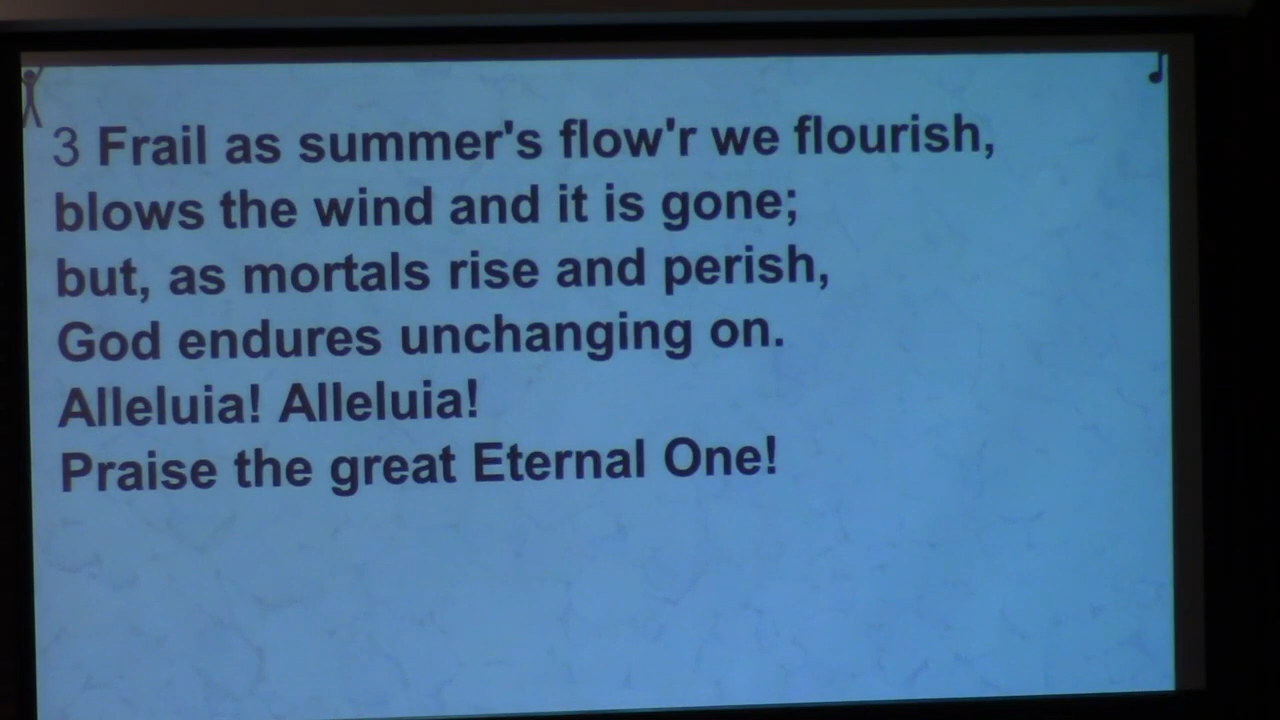 3 Frail as summer's flow'r we flourish,
blows the wind and it is gone;
but, as mortals rise and perish,
God endures unchanging on.
Alleluia! Alleluia!
Praise the great Eternal One!